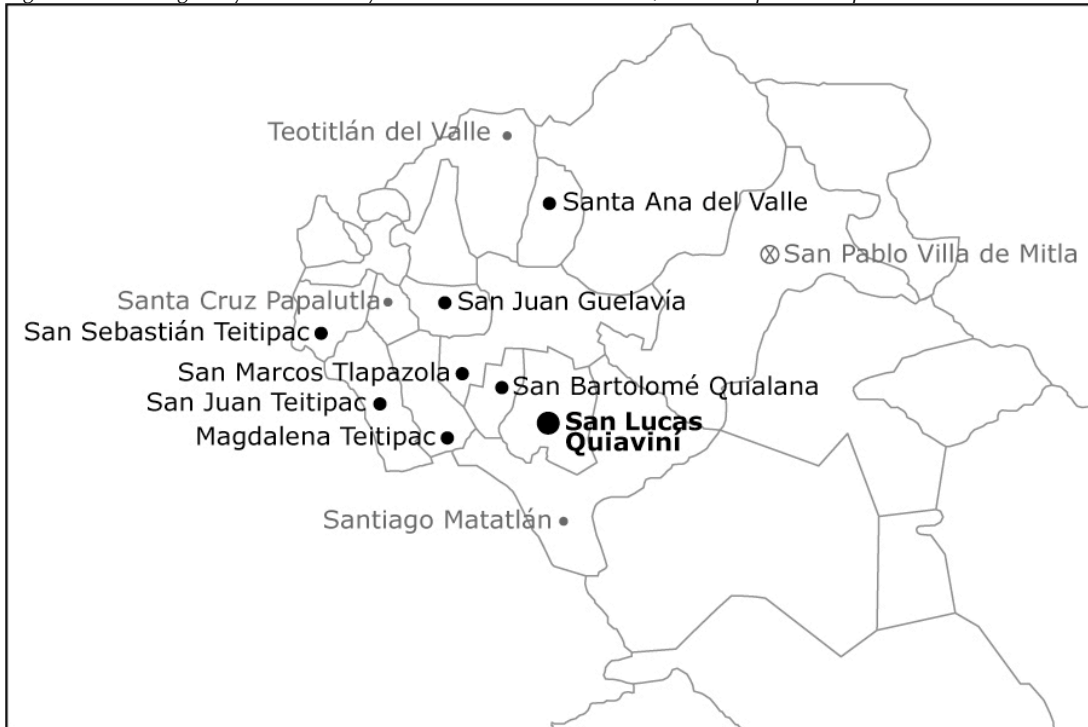 Teotitlán del Valle
Santa Ana del Valle
San Pablo Villa de Mitla
Santa Cruz Papalutla
San Juan Guelavía
San Sebastián Teitipac
San Marcos Tlapazola
San Bartolomé Quialana
San Juan Teitipac
San Lucas
Quiaviní
Magdalena Teitipac
Santiago Matatlán